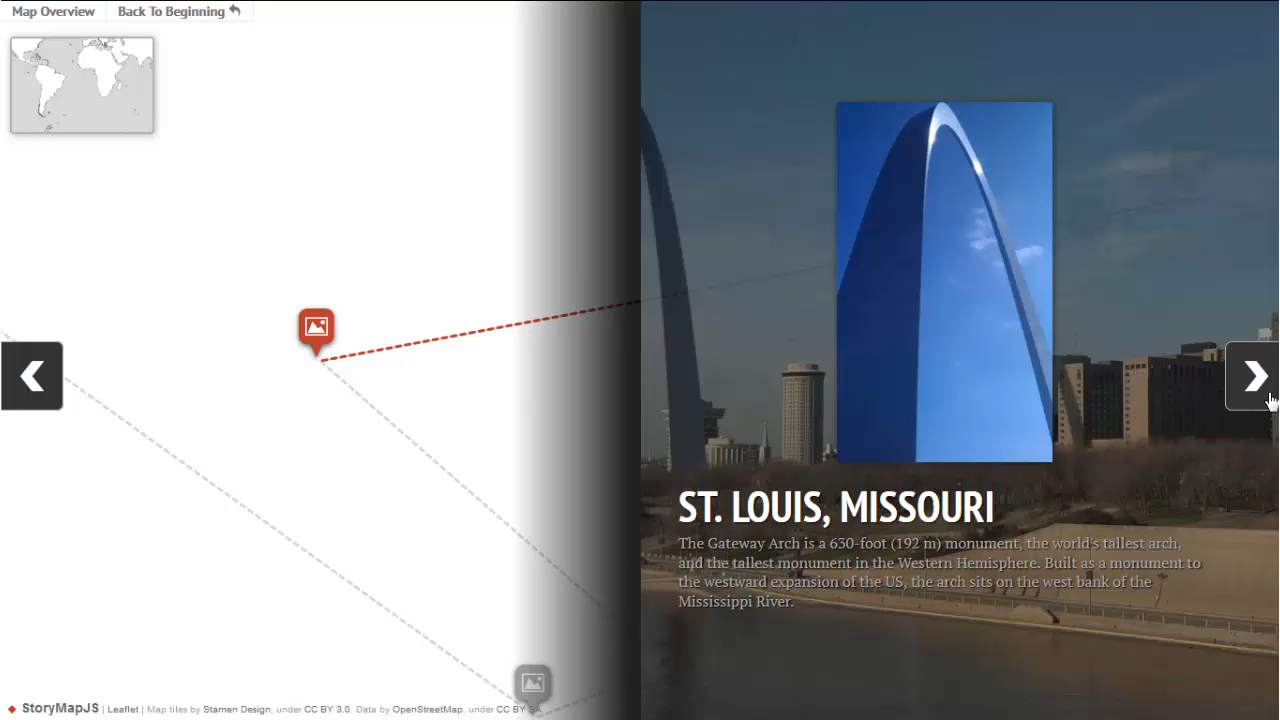 Map Overview
Back To Beginning
ST. LOUIS, MISSOURI
The Gateway Arch is a 630-foot (192 m) monument, the world's tallest arch,
and the tallest monument in the Western Hemisphere. Built as a monument to
the westward expansion of the US, the arch sits on the west bank of the
Mississippi River.
StoryMapJS | Leaflet | Map tiles by Stamen Design, under CC BY 3.0. Data by OpenStreetMap, under CC BY SA